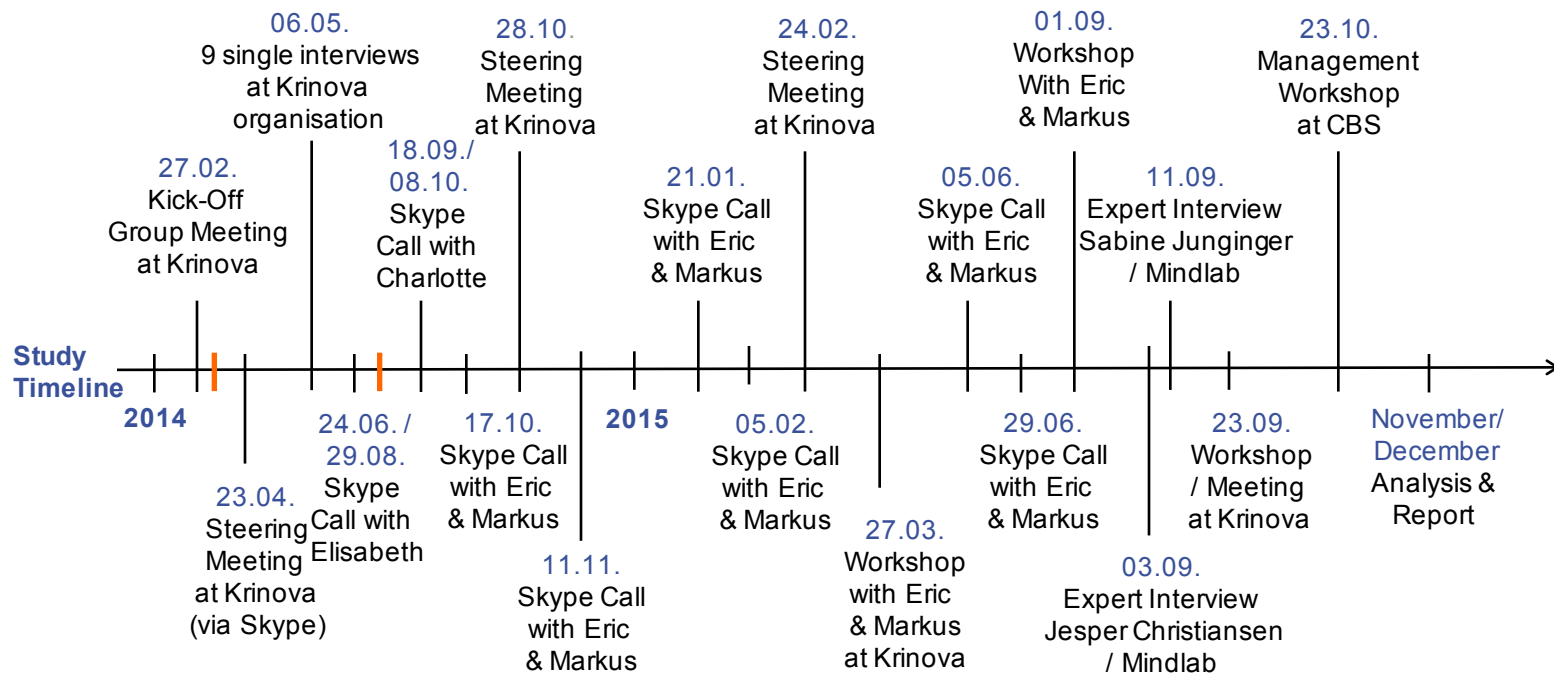 06.05.
9 single interviews
at Krinova
organisation
28.10.
Steering
Meeting
at Krinova
24.02.
Steering
Meeting
at Krinova
01.09.
Workshop
With Eric
& Markus
23.10.
Management
Workshop
at CBS
27.02.
Kick-Off
Group Meeting
at Krinova
18.09./
08.10.
Skype
Call with
Charlotte
21.01.
Skype Call
with Eric
& Markus
05.06.
Skype Call
with Eric
& Markus
11.09.
Expert Interview
Sabine Junginger
/ Mindlab
Study
Timeline
2014
2015
23.04.
Steering
Meeting
at Krinova
(via Skype)
24.06. /
29.08.
Skype
Call with
Elisabeth
17.10.
Skype Call
with Eric
& Markus
11.11.
Skype Call
with Eric
& Markus
05.02.
Skype Call
with Eric
& Markus
27.03.
Workshop
with Eric
& Markus
at Krinova
29.06.
Skype Call
with Eric
& Markus
03.09.
Expert Interview
Jesper Christiansen
/ Mindlab
23.09.
Workshop
/ Meeting
at Krinova
November/
December
Analysis &
Report